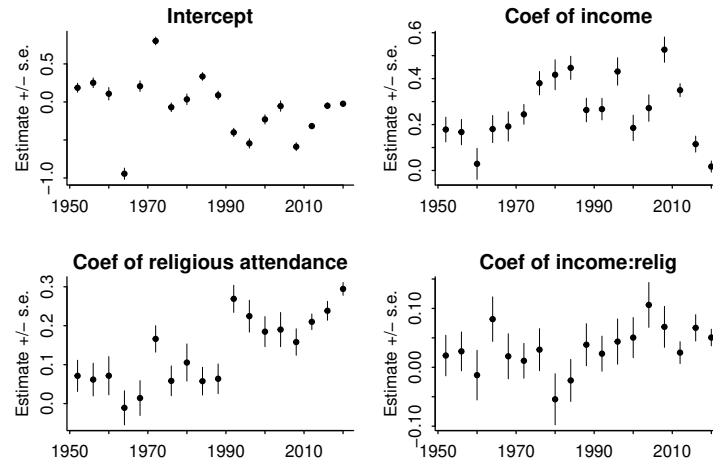 Intercept
Estimate +/− s.e.
0.5
0.0
−1.0
1950 1970 1990 2010
Coef of income
Estimate +/− s.e.
0.6
0.4
0.2
0.0
1950 1970 1990 2010
Coef of religious attendance
Estimate +/− s.e.
0.3
0.2
0.1
0.0
1950 1970 1990 2010
Coef of income:relig
Estimate +/− s.e.
0.10
0.00
−0.10
1950 1970 1990 2010